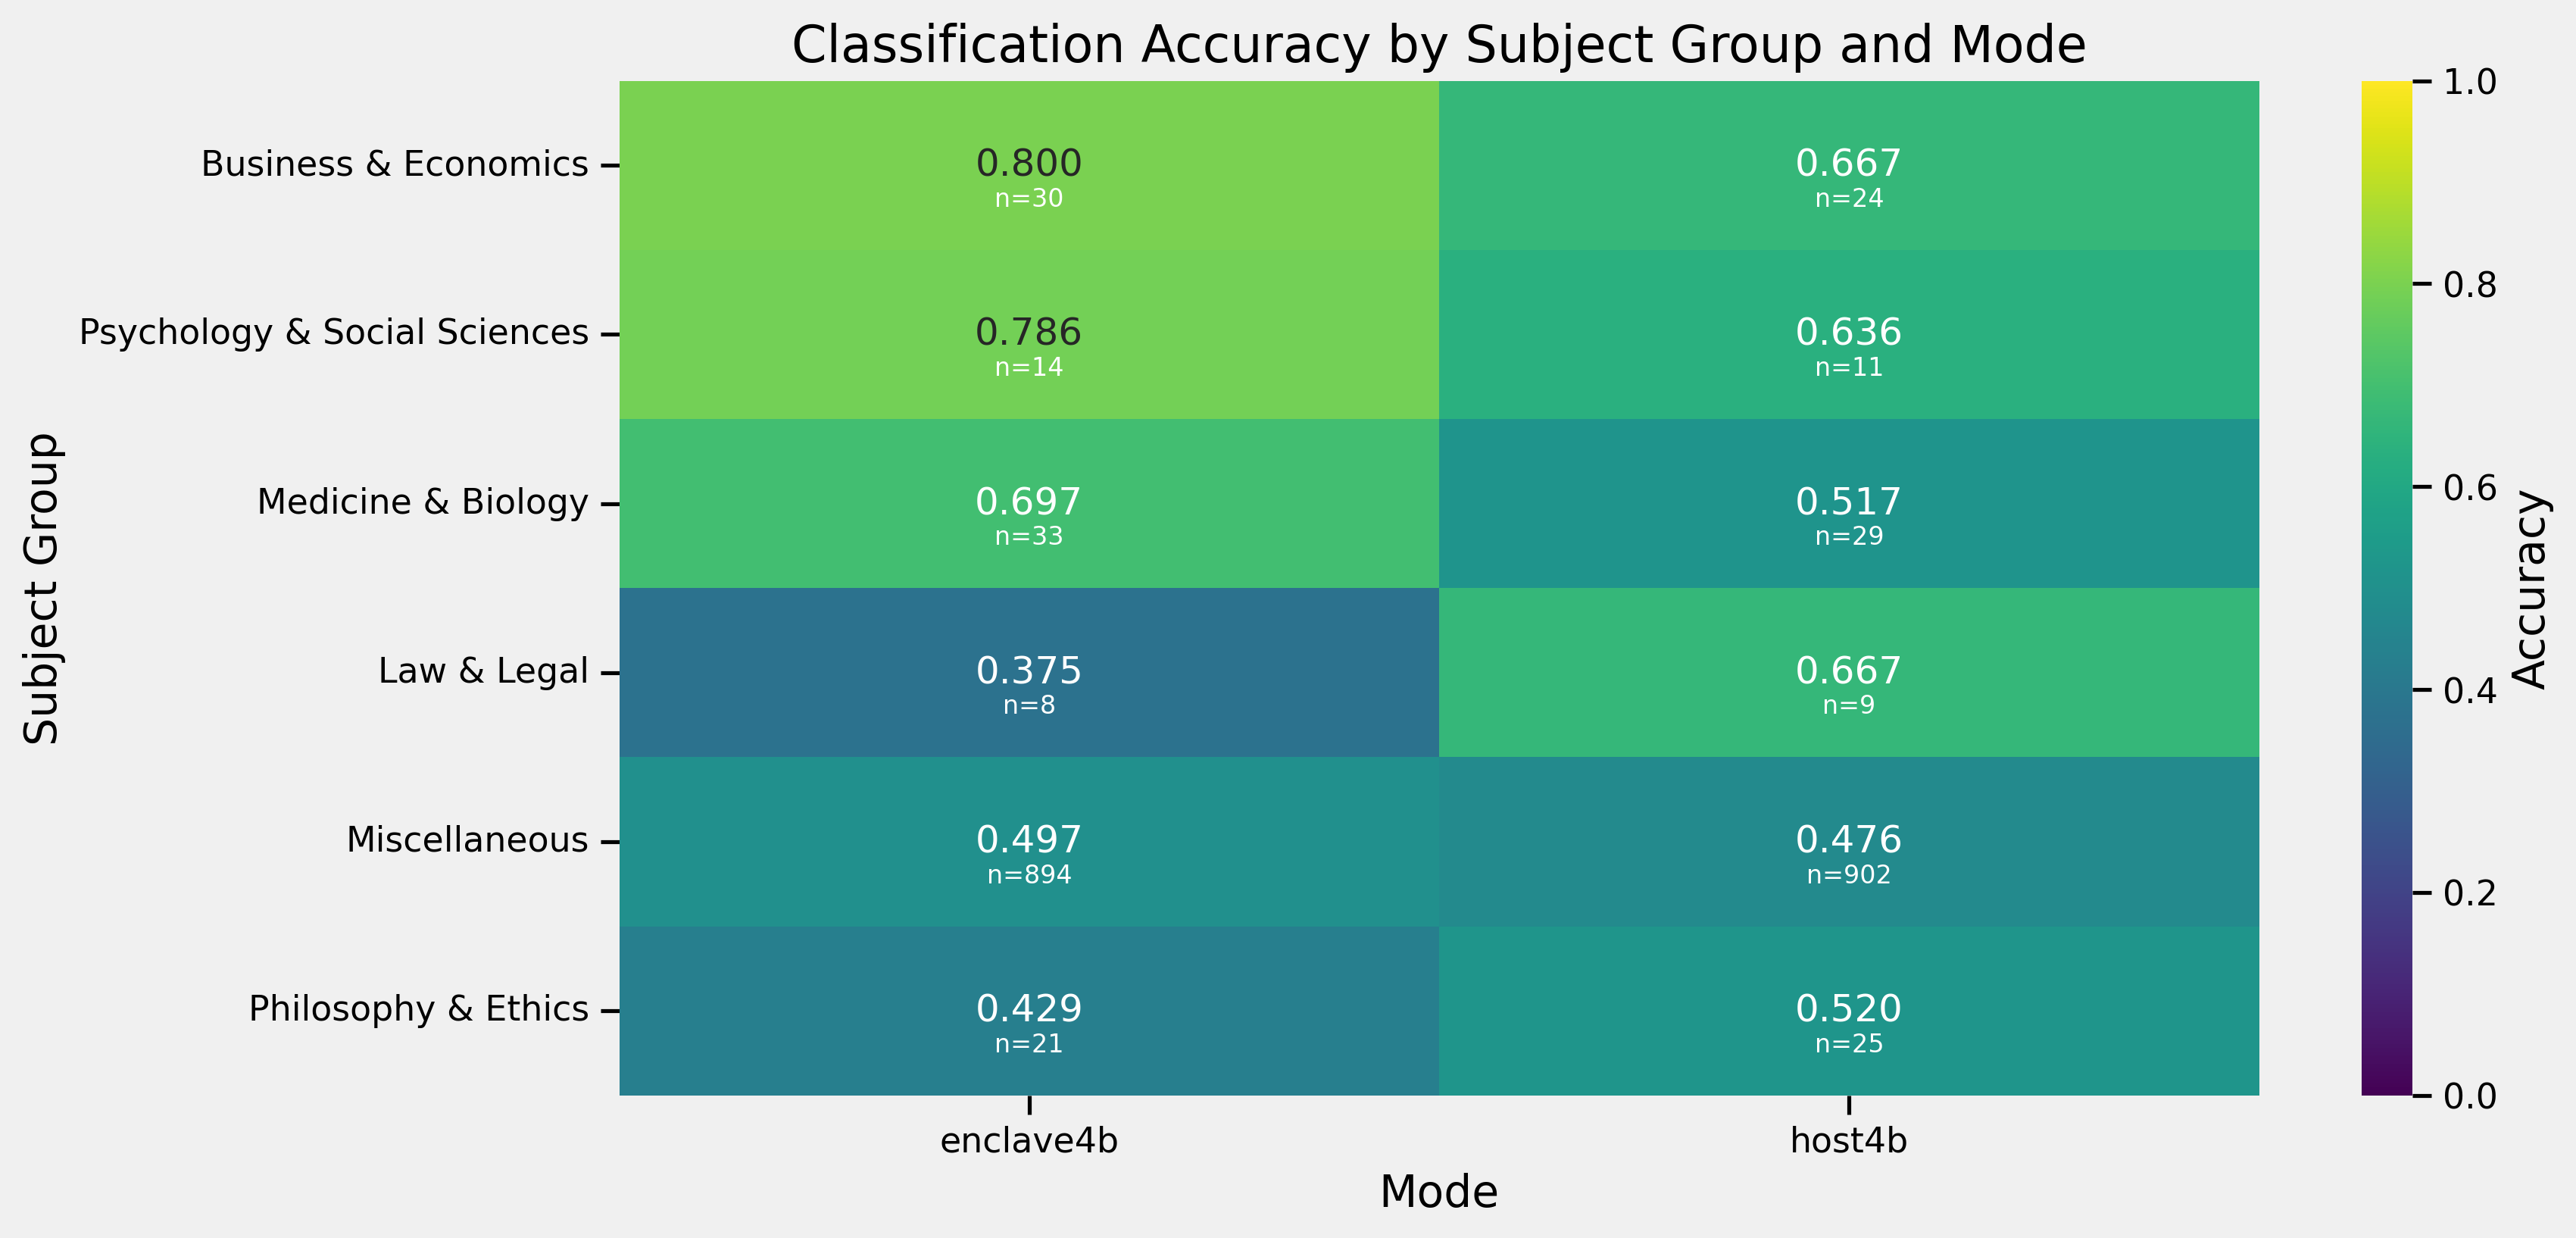 Classification Accuracy by Subject Group and Mode
Subject Group
Business & Economics
0.800
n=30
0.667
n=24
Psychology & Social Sciences
0.786
n=14
0.636
n=11
Medicine & Biology
0.697
n=33
0.517
n=29
Law & Legal
0.375
n=8
0.667
n=9
Miscellaneous
0.497
n=894
0.476
n=902
Philosophy & Ethics
0.429
n=21
0.520
n=25
enclave4b
host4b
Mode
1.0
0.8
0.6
0.4
0.2
0.0
Accuracy